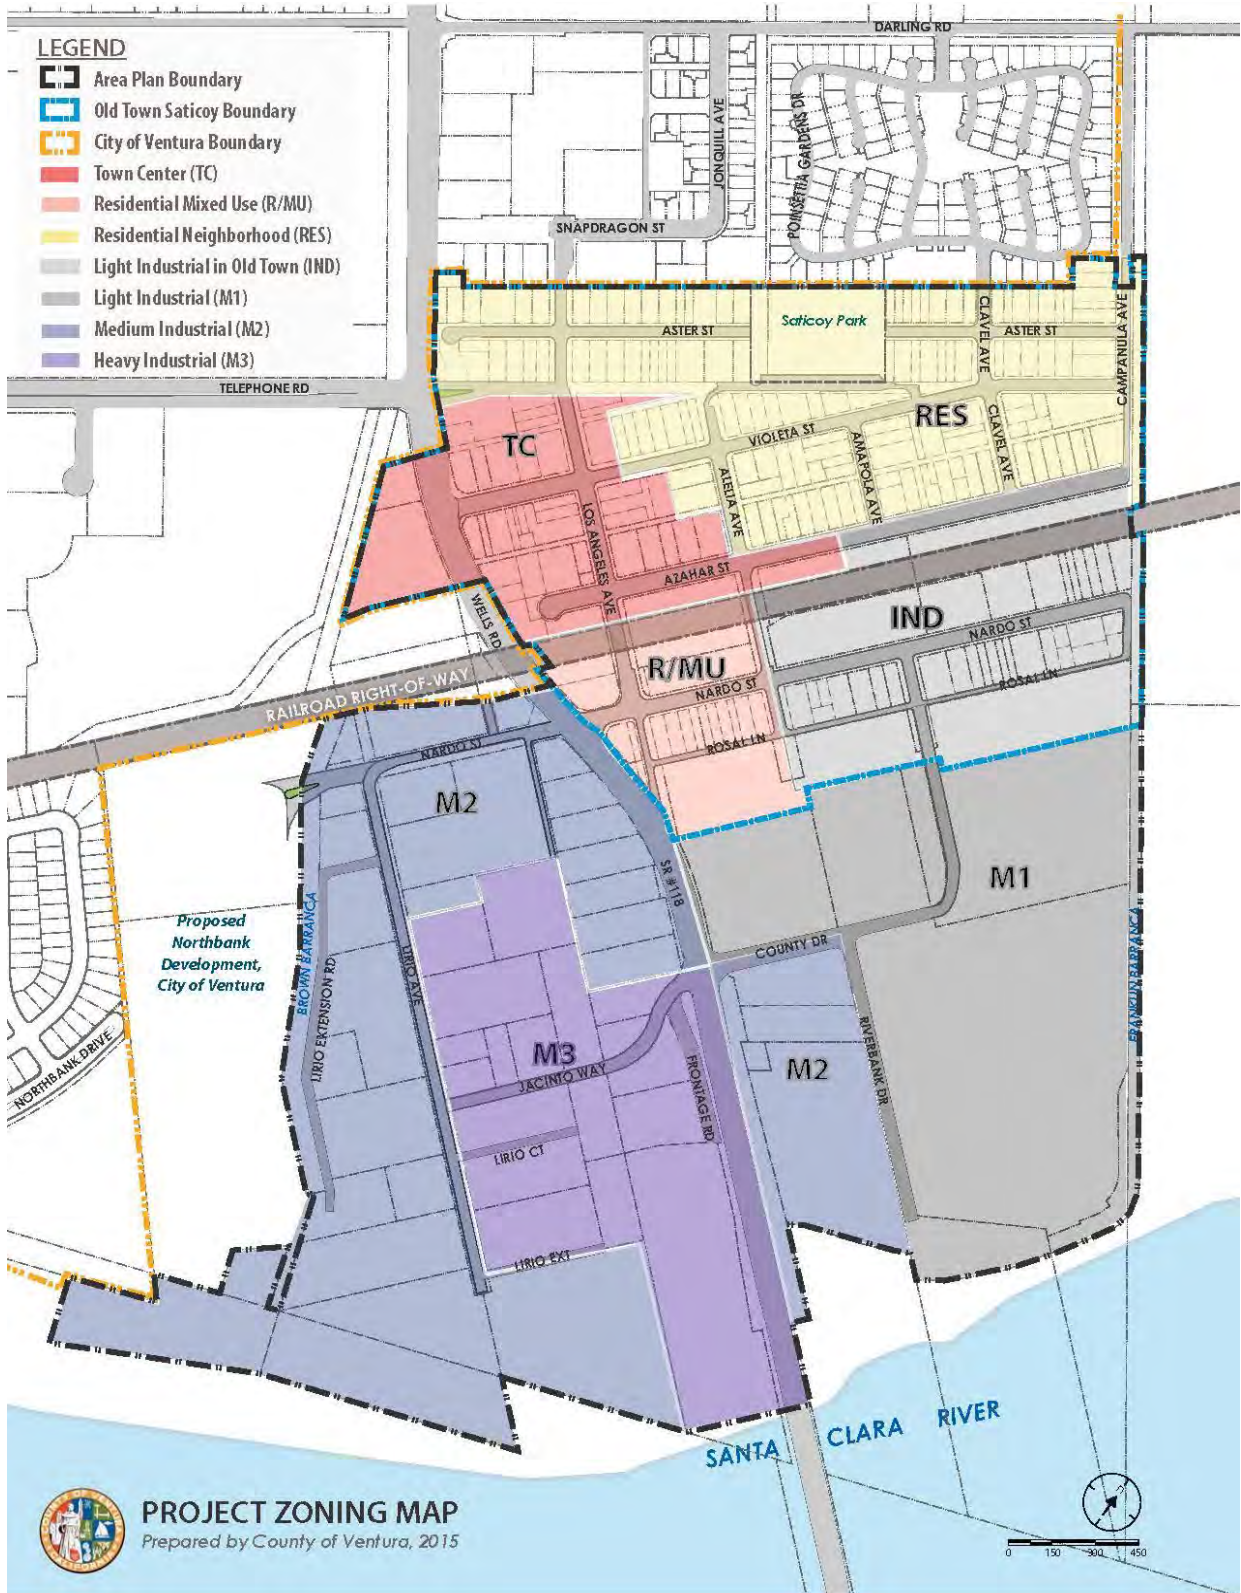 LEGEND
Area Plan Boundary
Old Town Saticoy Boundary
City of Ventura Boundary
Town Center (TC)
Residential Mixed Use (R/MU)
Residential Neighborhood (RES)
Light Industrial in Old Town (IND)
Light Industrial (M1)
Medium Industrial (M2)
Heavy Industrial (M3)
DARLING RD
JONQUILL AVE
POINSETTIA GARDENS DR
SNAPDRAGON ST
ASTER ST
Saticoy Park
CLAVEL AVE
ASTER ST
CAMPANULA AVE
TELEPHONE RD
TC
VIOLETA ST
RES
AMAPOLA AVE
CLAVEL AVE
ALELIA AVE
LOS ANGELES AVE
AZAHAR ST
WELLS RD
IND
NARDO ST
R/MU
RAILROAD RIGHT-OF-WAY
NARDO ST
ROSAL LN
ROSAL LN
NARDO ST
M2
SR #118
M1
Proposed
Northbank
Development,
City of Ventura
BROWN BARRANCA
LIRIO EXTENSION RD
LIRIO AVE
COUNTY DR
FRANKLIN BARRANCA
NORTHBANK DRIVE
M3
JACINTO WAY
FRONTAGE RD
M2
RIVERBANK DR
LIRIO CT
LIRIO EXT
SANTA CLARA RIVER
PROJECT ZONING MAP
Prepared by County of Ventura, 2015
0 150 300 450